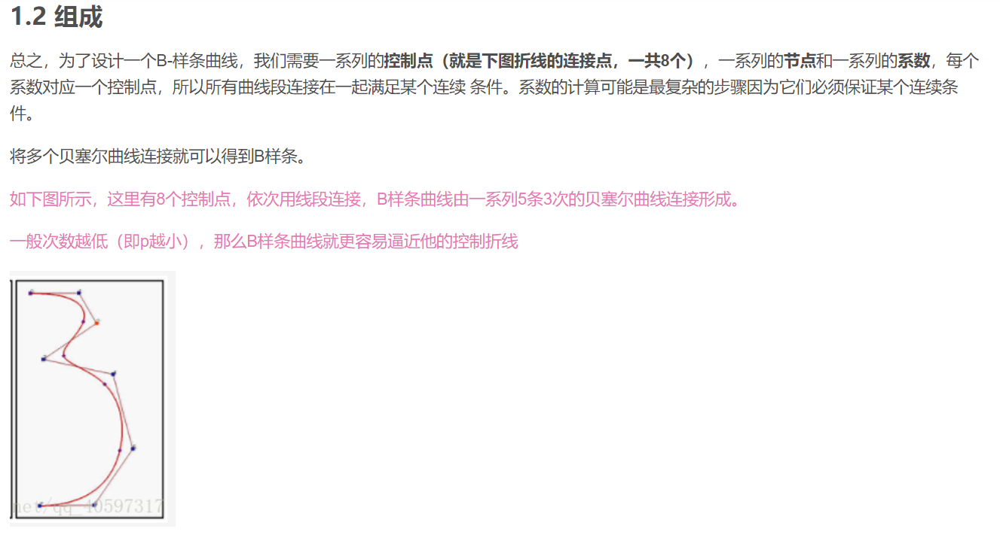 1.2 组成
总之，为了设计一个B-样条曲线，我们需要一系列的控制点（就是下图折线的连接点，一共8个），一系列的节点和一系列的系数，每个
系数对应一个控制点，所以所有曲线段连接在一起满足某个连续 条件。系数的计算可能是最复杂的步骤因为它们必须保证某个连续条
件。
将多个贝塞尔曲线连接就可以得到B样条。
如下图所示，这里有8个控制点，依次用线段连接，B样条曲线由一系列5条3次的贝塞尔曲线连接形成。
一般次数越低（即p越小），那么B样条曲线就更容易逼近他的控制折线
net/qq_40597317